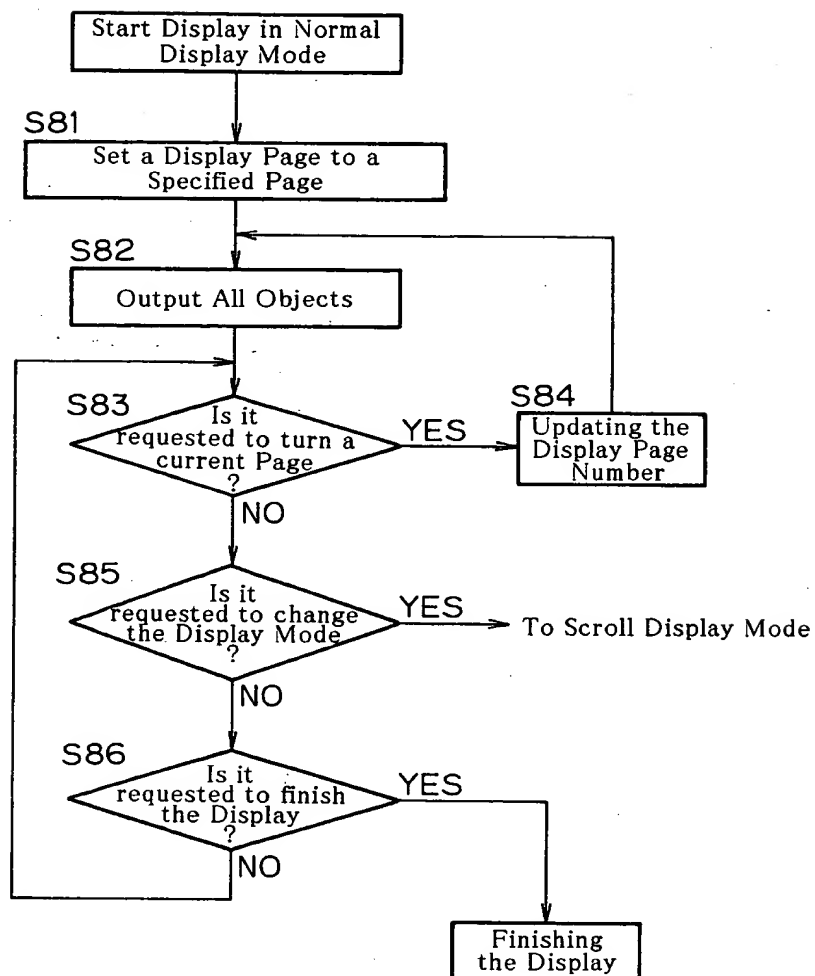 Start Display in Normal
Display Mode
S81
Set a Display Page to a
Specified Page
S82
Output All Objects
S83
Is it
requested to turn a
current Page
?
YES
NO
S84
Updating the
Display Page
Number
S85
Is it
requested to change
the Display Mode
?
YES
To Scroll Display Mode
NO
S86
Is it
requested to finish
the Display
?
YES
NO
Finishing
the Display